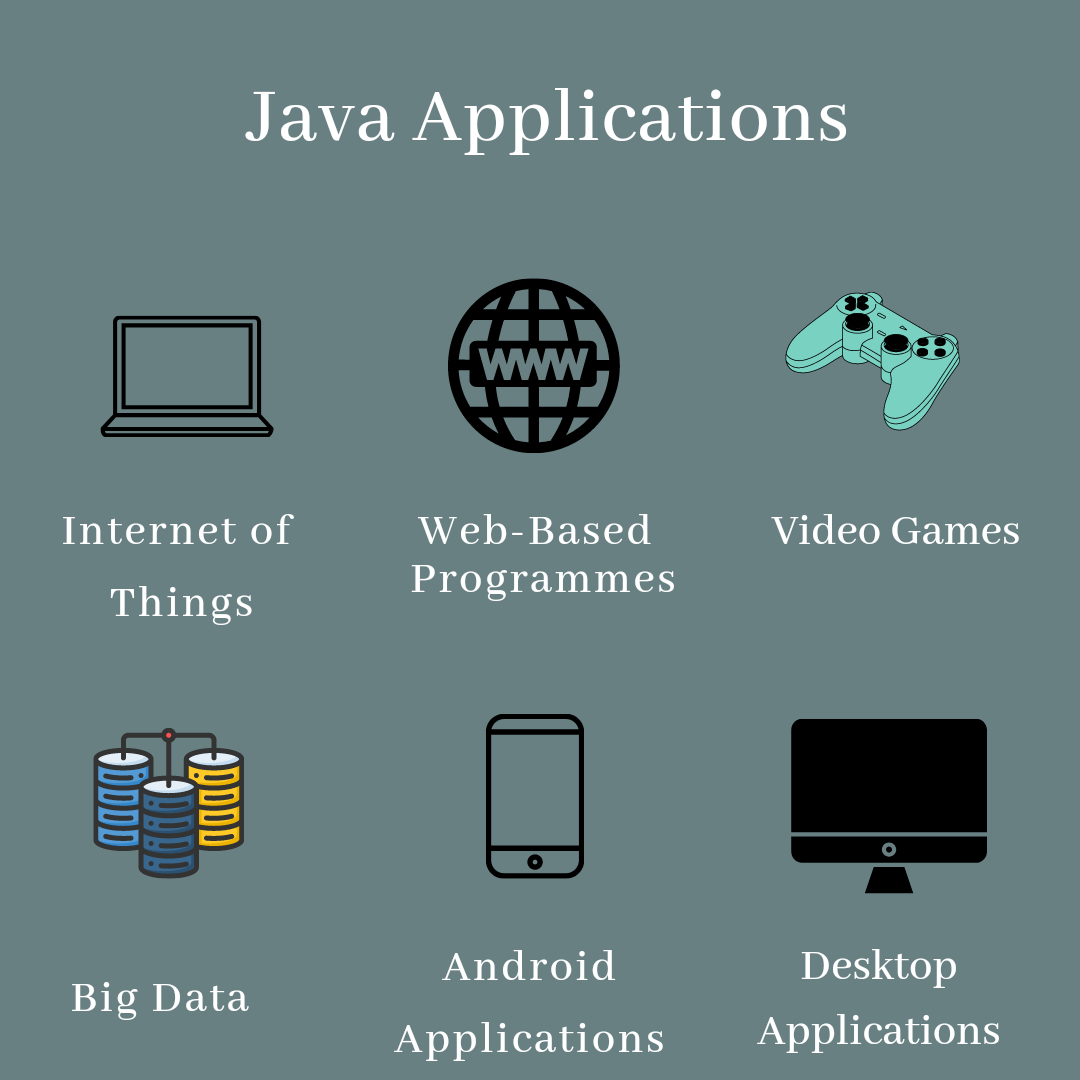 Java Applications
WWW
Internet of
Things
Web-Based
Programmes
Video Games
Big Data
Android
Applications
Desktop
Applications